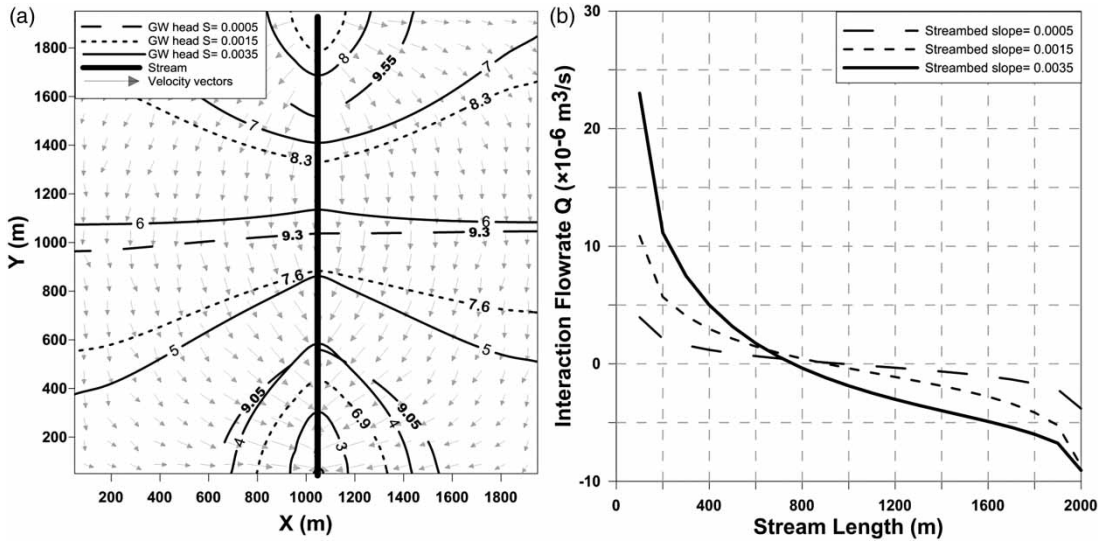 (a)
GW head S= 0.0005
GW head S= 0.0015
GW head S= 0.0035
Stream
Velocity vectors
8
9.55
7
7
8.3
8.3
6
6
9.3
9.3
7.6
7.6
5
5
9.05
9.05
4
4
6.9
3
1800
1600
1400
1200
1000
800
600
400
200
Y (m)
200 400 600 800 1000 1200 1400 1600 1800
X (m)
(b)
Streambed slope= 0.0005
Streambed slope= 0.0015
Streambed slope= 0.0035
30
20
10
0
-10
Interaction Flowrate Q (×10-6 m3/s)
0 400 800 1200 1600 2000
Stream Length (m)